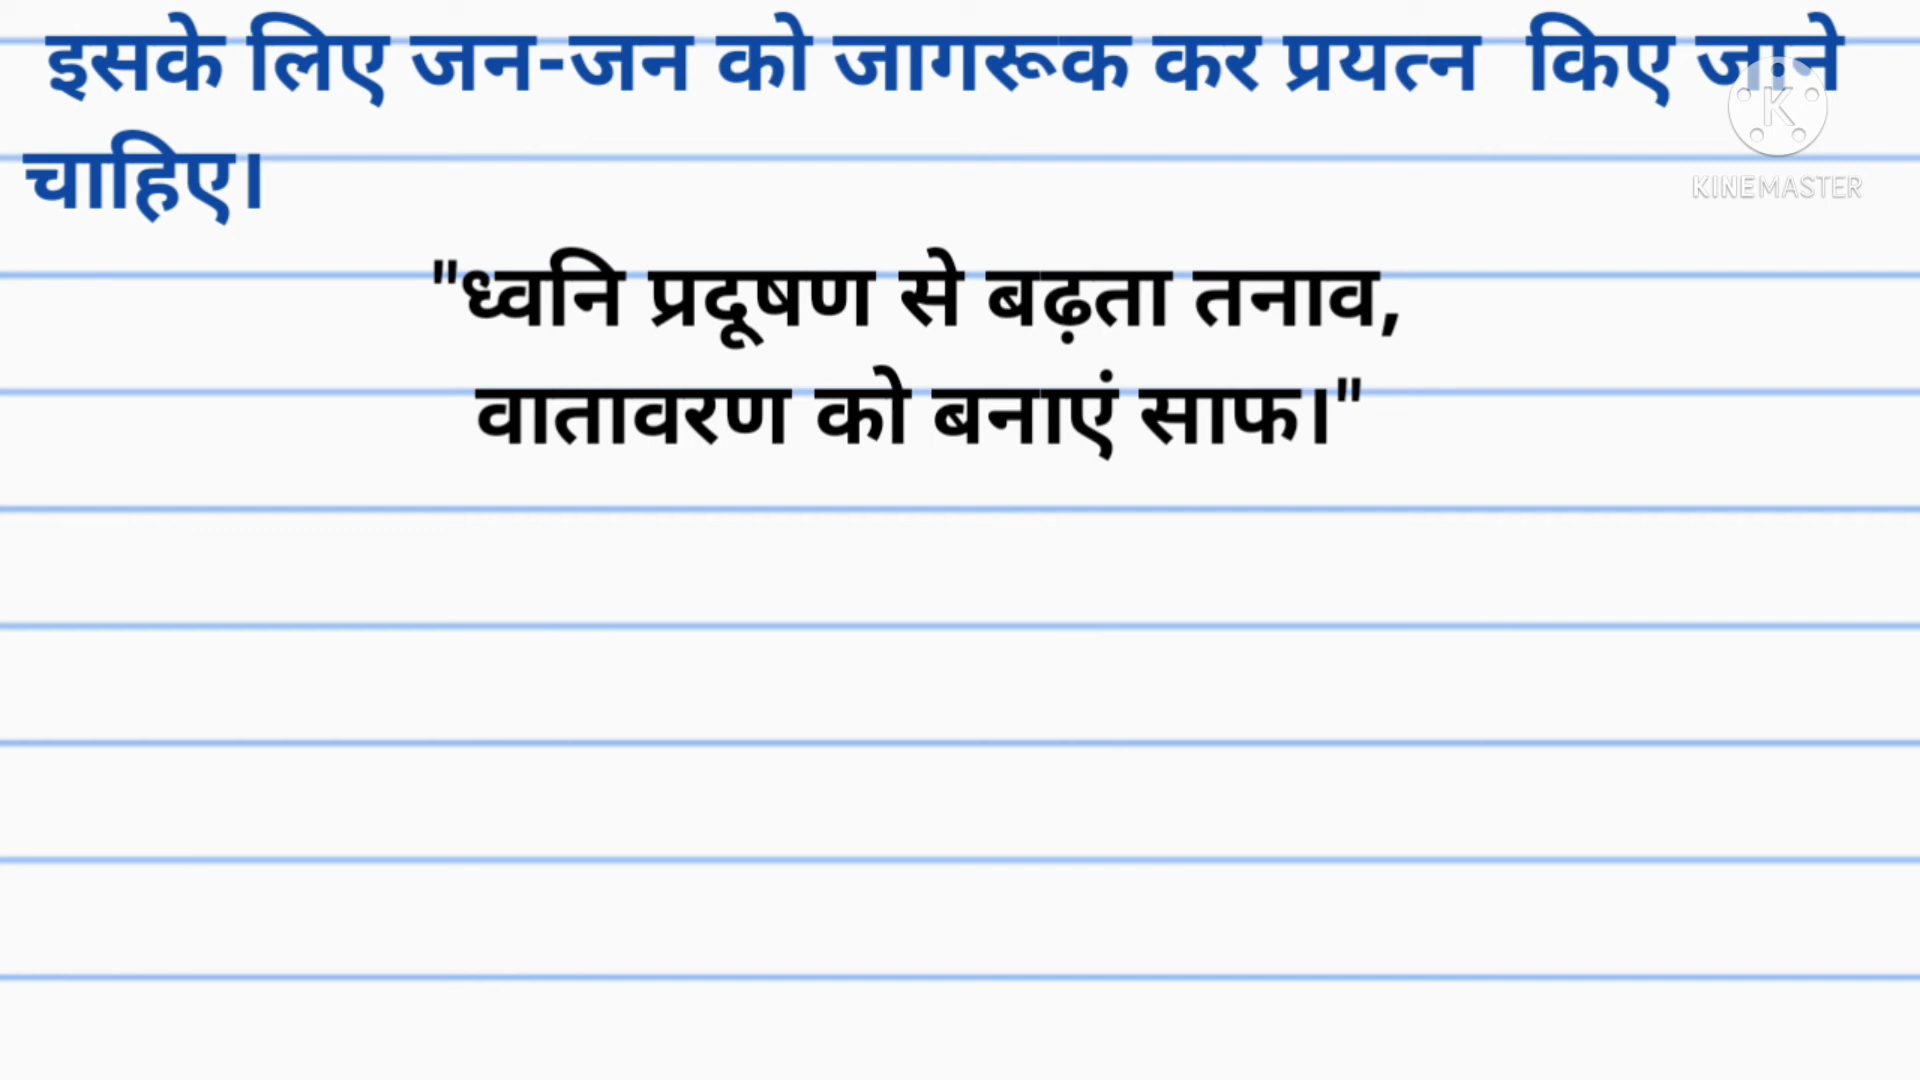 इसके लिए जन-जन को जागरूक कर प्रयत्न किए जाने
चाहिए।
"ध्वनि प्रदूषण से बढ़ता तनाव,
वातावरण को बनाएं साफ।"
K
KINEMASTER